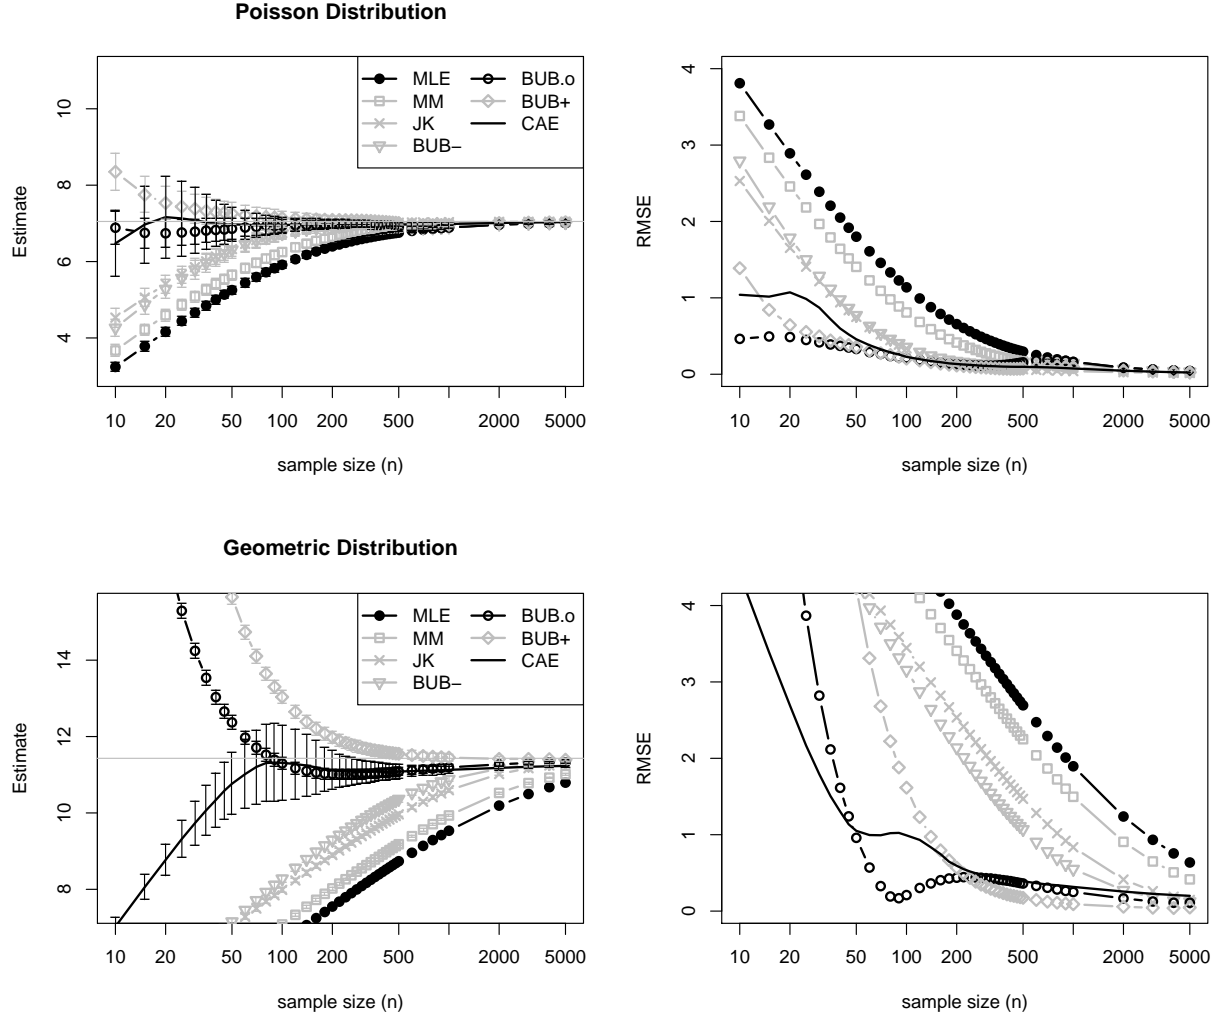 Poisson Distribution
Estimate
4 6 8 10
MLE BUB.o
MM BUB+
JK CAE
BUB−
10 20 50 100 200 500 2000 5000
sample size (n)
RMSE
0 1 2 3 4
10 20 50 100 200 500 2000 5000
sample size (n)
Geometric Distribution
Estimate
8 10 12 14
MLE BUB.o
MM BUB+
JK CAE
BUB−
10 20 50 100 200 500 2000 5000
sample size (n)
RMSE
0 1 2 3 4
10 20 50 100 200 500 2000 5000
sample size (n)